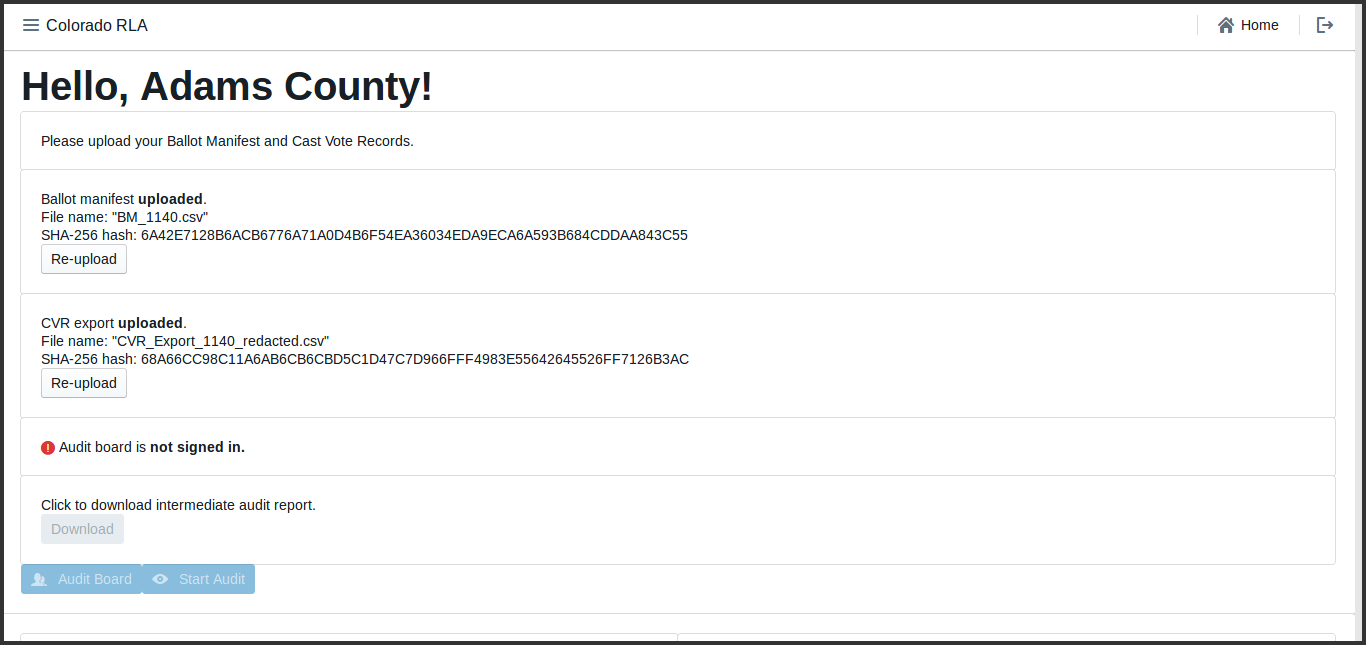 Colorado RLA
Home
Hello, Adams County!
Please upload your Ballot Manifest and Cast Vote Records.
Ballot manifest uploaded.
File name: "BM_1140.csv"
SHA-256 hash: 6A42E7128B6ACB6776A71A0D4B6F54EA36034EDA9ECA6A593B684CDDAA843C55
Re-upload
CVR export uploaded.
File name: "CVR_Export_1140_redacted.csv"
SHA-256 hash: 68A66CC98C11A6AB6CB6CBD5C1D47C7D966FFF4983E55642645526FF7126B3AC
Re-upload
Audit board is not signed in.
Click to download intermediate audit report.
Download
Audit Board Start Audit